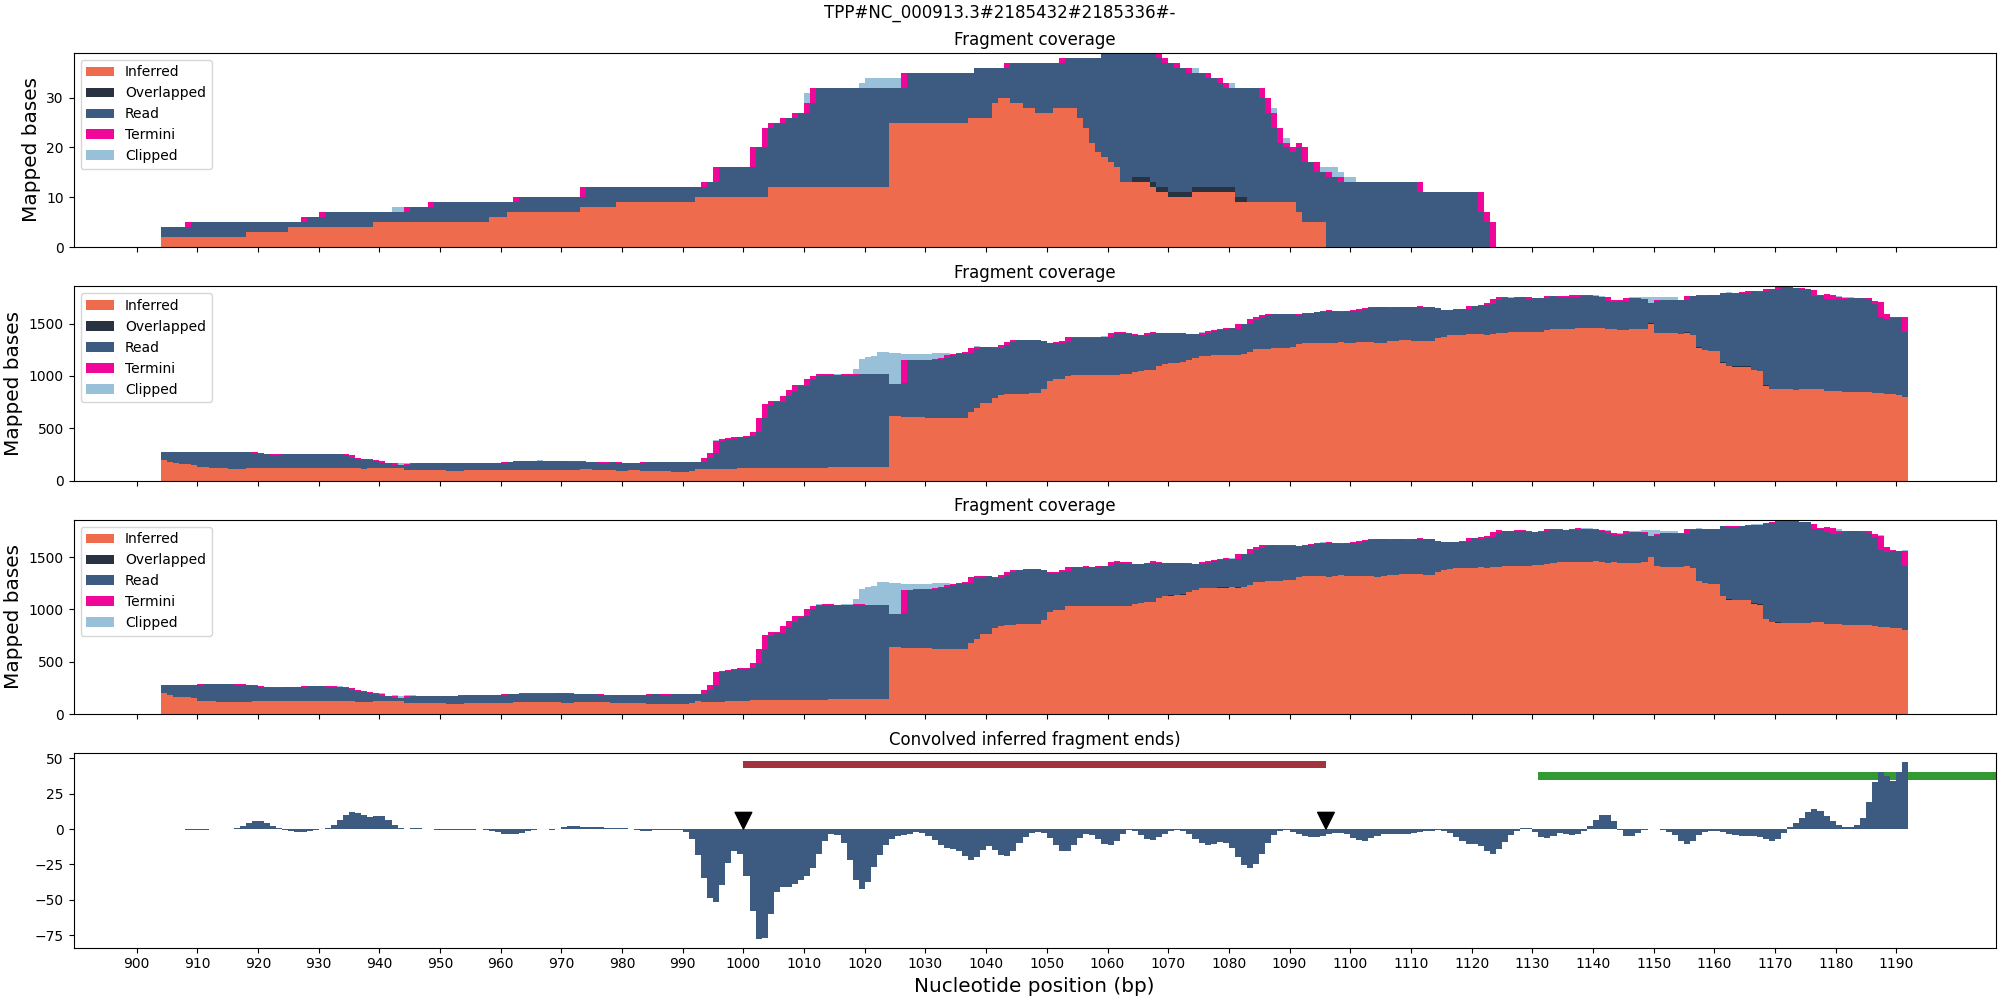 TPP#NC_000913.3#2185432#2185336#-
Fragment coverage
Mapped bases
30
20
10
0
Inferred
Overlapped
Read
Termini
Clipped
Fragment coverage
Mapped bases
1500
1000
500
0
Inferred
Overlapped
Read
Termini
Clipped
Fragment coverage
Mapped bases
1500
1000
500
0
Inferred
Overlapped
Read
Termini
Clipped
Convolved inferred fragment ends)
50
25
0
−25
−50
−75
900 910 920 930 940 950 960 970 980 990 1000 1010 1020 1030 1040 1050 1060 1070 1080 1090 1100 1110 1120 1130 1140 1150 1160 1170 1180 1190
Nucleotide position (bp)